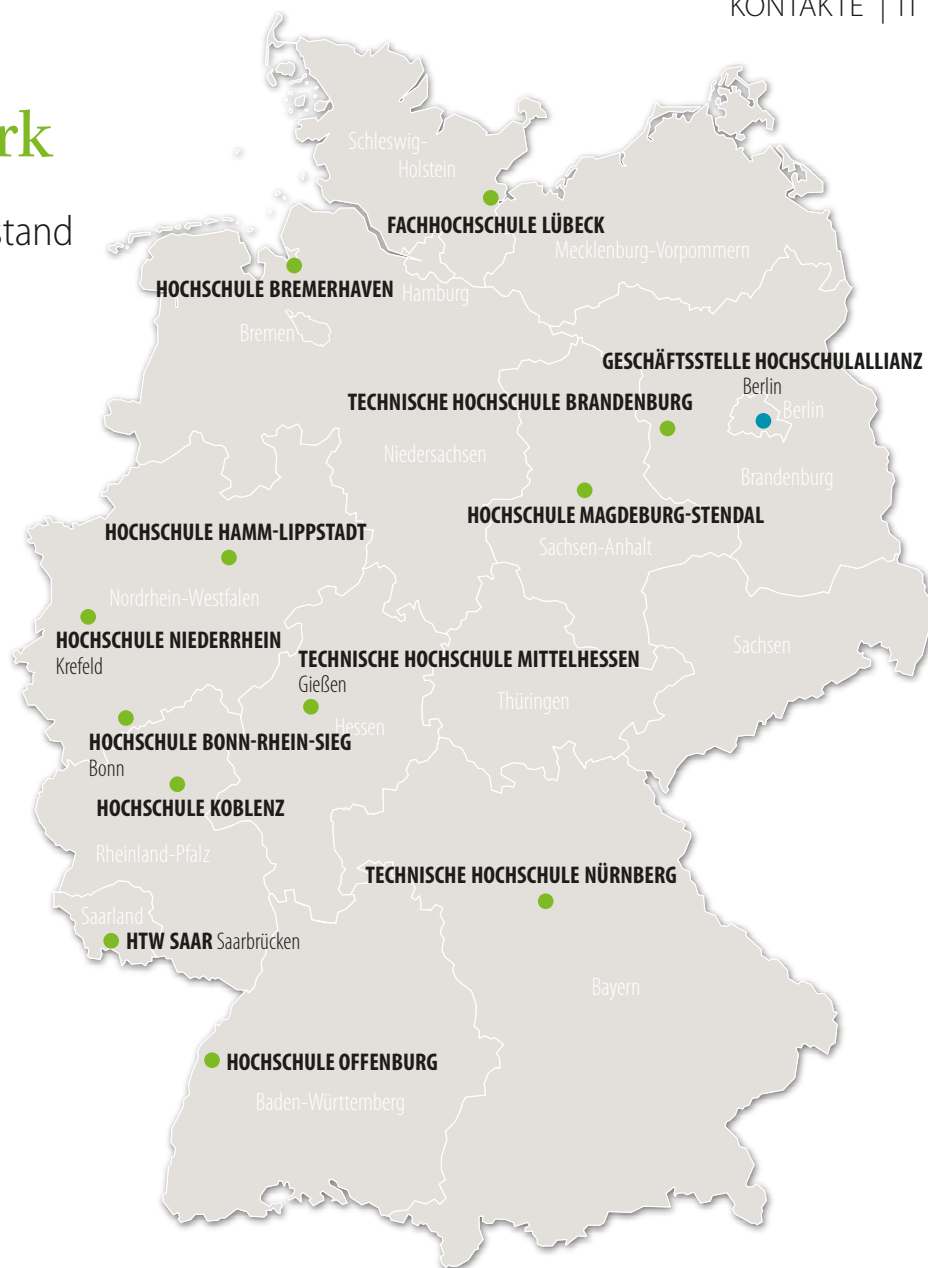 KONTAKTE | IT
rk
stand
Schleswig-
Holstein
FACHHOCHSCHULE LÜBECK
Mecklenburg-Vorpommern
HOCHSCHULE BREMERHAVEN
Hamburg
Bremen
GESCHÄFTSSTELLE HOCHSCHULALLIANZ
Berlin
TECHNISCHE HOCHSCHULE BRANDENBURG
Berlin
Niedersachsen
Brandenburg
HOCHSCHULE MAGDEBURG-STENDAL
HOCHSCHULE HAMM-LIPPSTADT
Sachsen-Anhalt
Nordrhein-Westfalen
HOCHSCHULE NIEDERRHEIN
Krefeld
Sachsen
TECHNISCHE HOCHSCHULE MITTELHESSEN
Gießen
Thüringen
Hessen
HOCHSCHULE BONN-RHEIN-SIEG
Bonn
HOCHSCHULE KOBLENZ
Rheinland-Pfalz
TECHNISCHE HOCHSCHULE NÜRNBERG
Saarland
HTW SAAR Saarbrücken
Bayern
HOCHSCHULE OFFENBURG
Baden-Württemberg